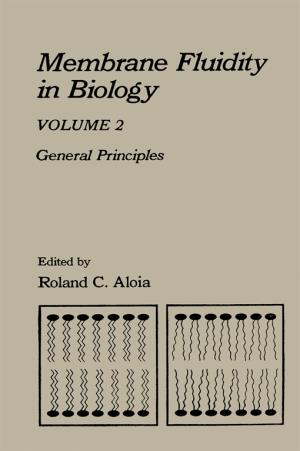 Membrane Fluidity
in Biology
VOLUME 2
General Principles
Edited by
Roland C. Aloia